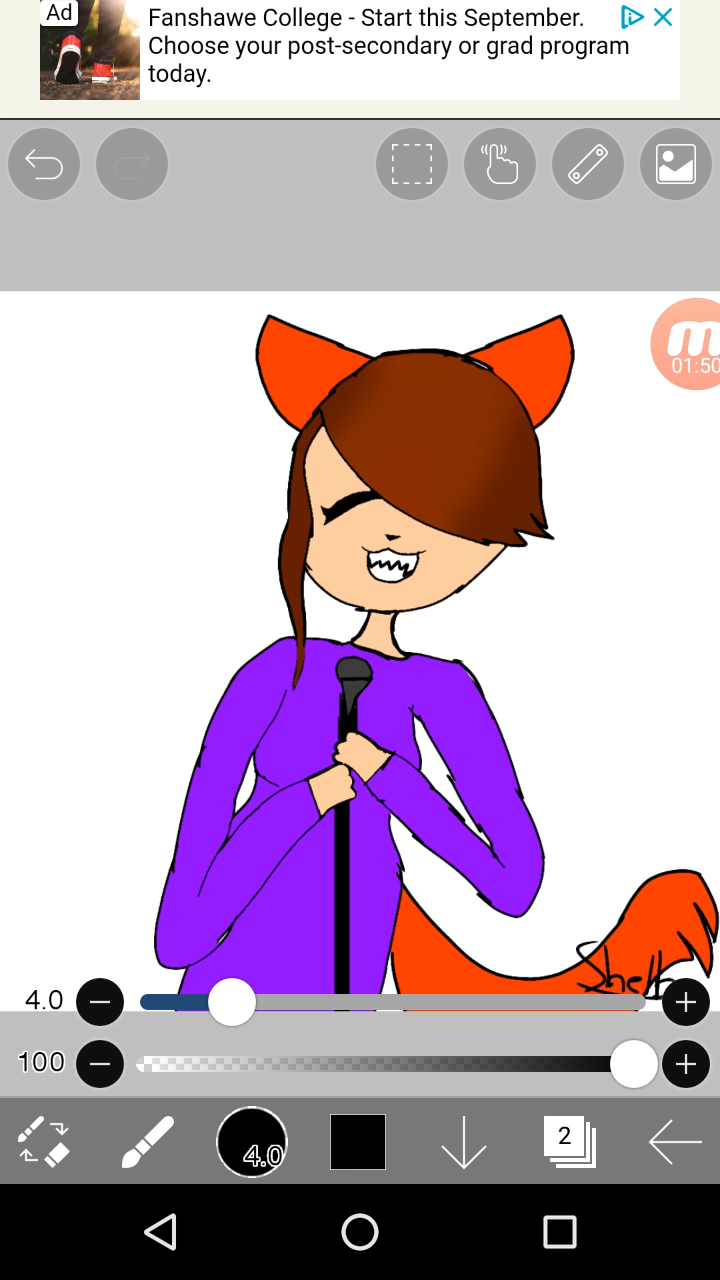 Ad
Fanshawe College - Start this September.
Choose your post-secondary or grad program
today.
m
01:50
4.0
100
4.0
2